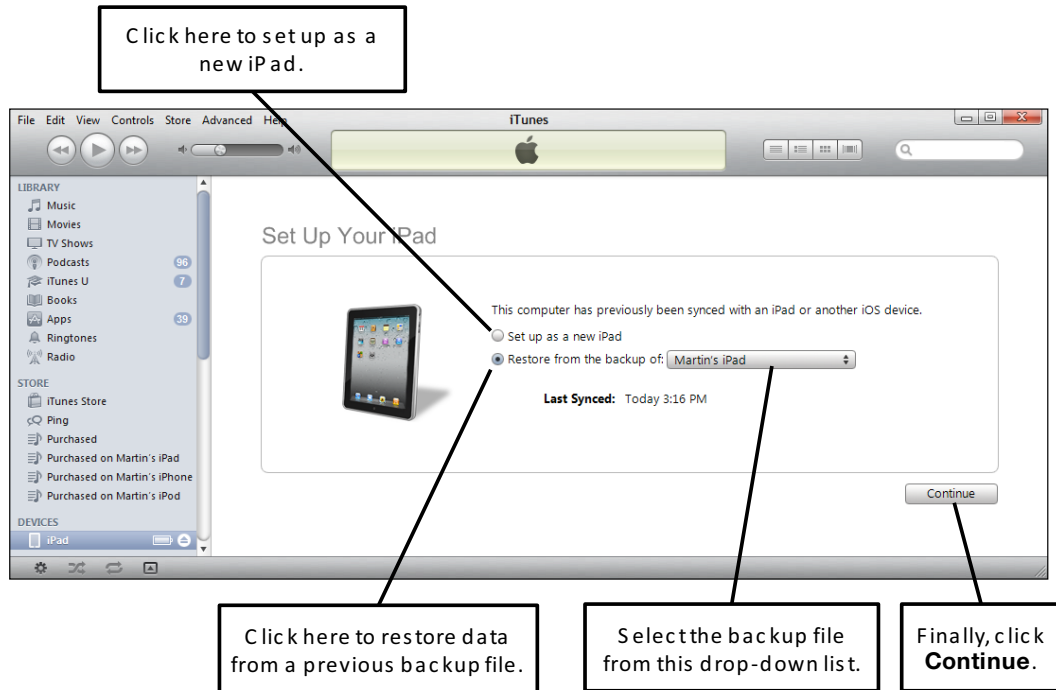 Click here to set up as a
new iPad.
File Edit View Controls Store Advanced Help
iTunes
LIBRARY
Music
Movies
TV Shows
Podcasts 96
iTunes U 7
Books
Apps 39
Ringtones
Radio
STORE
iTunes Store
Ping
Purchased
Purchased on Martin's iPad
Purchased on Martin's iPhone
Purchased on Martin's iPod
DEVICES
iPad
Set Up Your iPad
This computer has previously been synced with an iPad or another iOS device.
Set up as a new iPad
Restore from the backup of: Martin's iPad
Last Synced: Today 3:16 PM
Continue
Click here to restore data
from a previous backup file.
Select the backup file
from this drop-down list.
Finally, click
Continue.